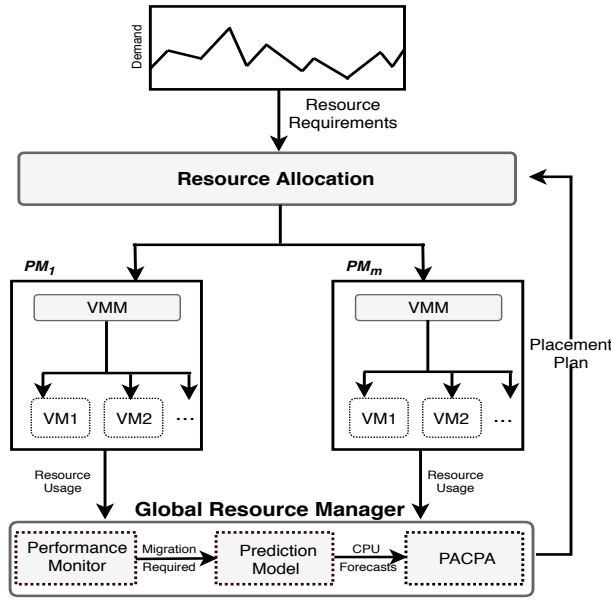 Demand
Resource
Requirements
Resource Allocation
PM1
PMm
VMM
VMM
VM1
VM2
...
VM1
VM2
...
Placement
Plan
Resource
Usage
Resource
Usage
Global Resource Manager
Performance
Monitor
Migration
Required
Prediction
Model
CPU
Forecasts
PACPA